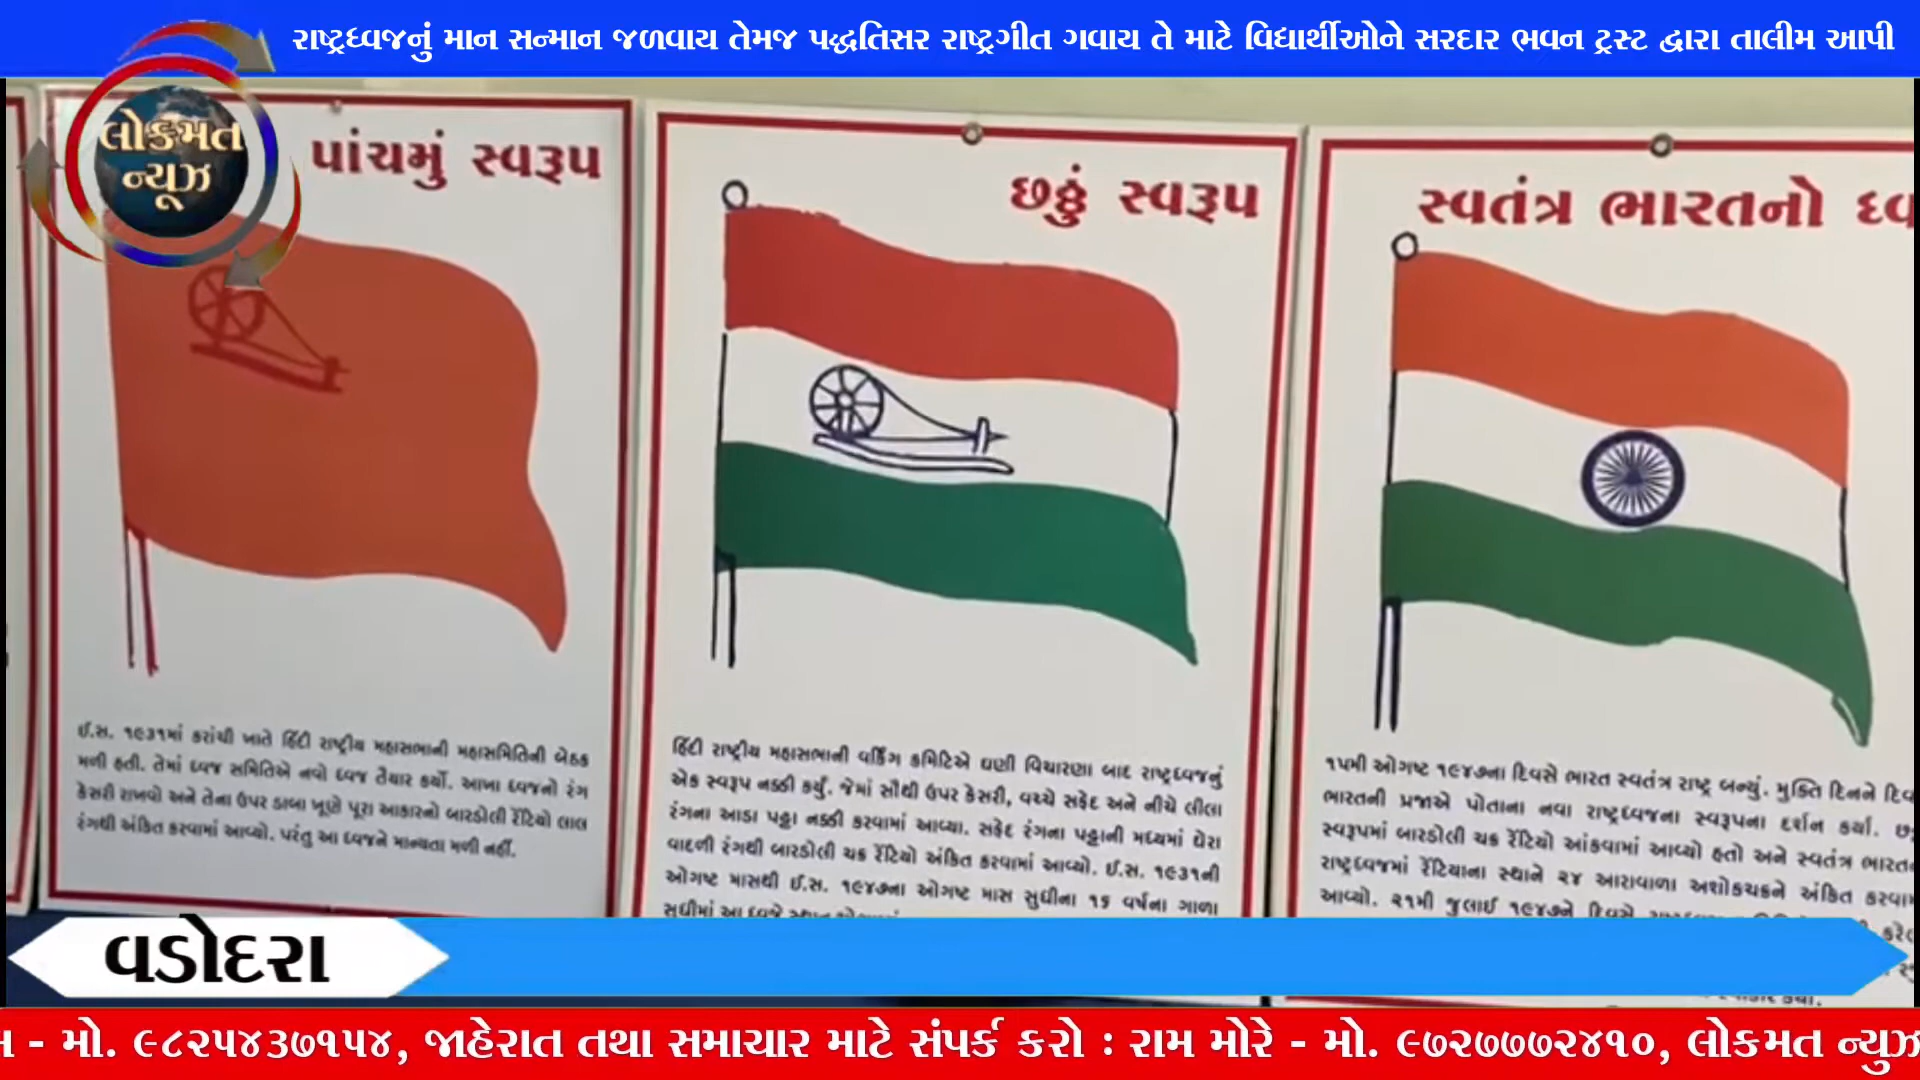 રાષ્ટ્રધ્વજનું માન સન્માન જળવાય તેમજ પદ્ધતિસર રાષ્ટ્રગીત ગવાય તે માટે વિદ્યાર્થીઓને સરદાર ભવન ટ્રસ્ટ દ્વારા તાલીમ આપી
લોકમત
ન્યૂઝ
પાંચમું સ્વરૂપ
ઈ.સ. ૧૯૩૧માં કરાંચી ખાતે હિંદી રાષ્ટ્રીય મહાસભાની મહાસમિતિની બેઠક
મળી હતી. તેમાં ધ્વજ સમિતિએ નવો ધ્વજ તૈયાર કર્યો. આખા ધ્વજનો રંગ
કેસરી રાખવો અને તેના ઉપર ડાબા ખૂણે પૂરા આકારનો બારડોલી રેંટિયો લાલ
રંગથી અંકિત કરવામાં આવ્યો. પરંતુ આ ધ્વજને માન્યતા મળી નહીં.
છઠ્ઠું સ્વરૂપ
હિંદી રાષ્ટ્રીય મહાસભાની વર્કિંગ કમિટિએ ઘણી વિચારણા બાદ રાષ્ટ્રધ્વજનું
એક સ્વરૂપ નક્કી કર્યું. જેમાં સૌથી ઉપર કેસરી, વચ્ચે સફેદ અને નીચે લીલા
રંગના આડા પટ્ટા નક્કી કરવામાં આવ્યા. સફેદ રંગના પટ્ટાની મધ્યમાં ઘેરા
વાદળી રંગથી બારડોલી ચક્ર રેંટિયો અંકિત કરવામાં આવ્યો. ઈ.સ. ૧૯૩૧ની
ઓગષ્ટ માસથી ઈ.સ. ૧૯૪૭ના ઓગષ્ટ માસ સુધીના ૧૬ વર્ષના ગાળા
સુધીમાં આ ધ્વજે
સ્વતંત્ર ભારતનો
૧૫મી ઓગષ્ટ ૧૯૪૭ના દિવસે ભારત સ્વતંત્ર રાષ્ટ્ર બન્યું. મુક્તિ દિનને
ભારતની પ્રજાએ પોતાના નવા રાષ્ટ્રધ્વજના સ્વરૂપના દર્શન કર્યા.
સ્વરૂપમાં બારડોલી ચક્ર રેંટિયો આંકવામાં આવ્યો હતો અને સ્વતંત્ર
રાષ્ટ્રધ્વજમાં રેંટિયાના સ્થાને ૨૪ આરાવાળા અશોકચક્રને અંકિત
આવ્યો. ૨૧મી જુલાઈ ૧૯૪૭ને દિવસે
વડોદરા
- મો. ૯૮૨૫૪૩૭૧૫૪, જાહેરાત તથા સમાચાર માટે સંપર્ક કરો : રામ મોરે - મો. ૯૭૨૭૭૭૨૪૧૦, લોકમત ન્યુઝ